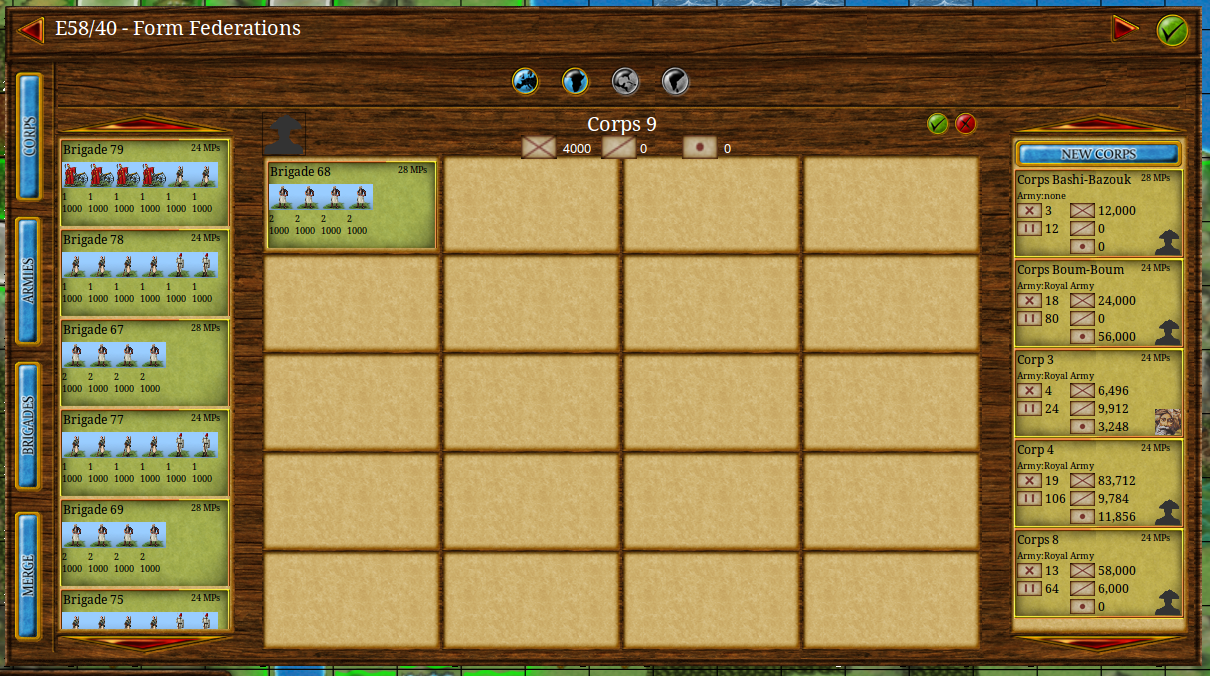 E58/40 - Form Federations
CORPS
ARMIES
BRIGADES
MERGE
Brigade 79 24 MPs
1 1 1 1 1 1
1000 1000 1000 1000 1000 1000
Brigade 78 24 MPs
1 1 1 1 1 1
1000 1000 1000 1000 1000 1000
Brigade 67 28 MPs
2 2 2 2
1000 1000 1000 1000
Brigade 77 24 MPs
1 1 1 1 1 1
1000 1000 1000 1000 1000 1000
Brigade 69 28 MPs
2 2 2 2
1000 1000 1000 1000
Brigade 75 24 MPs
Corps 9
4000 0 0
Brigade 68 28 MPs
2 2 2 2
1000 1000 1000 1000
NEW CORPS
Corps Bashi-Bazouk 28 MPs
Army:none
3 12,000
12 0
0
Corps Boum-Boum 24 MPs
Army:Royal Army
18 24,000
80 0
56,000
Corp 3 24 MPs
Army:Royal Army
4 6,496
24 9,912
3,248
Corp 4 24 MPs
Army:Royal Army
19 83,712
106 9,784
11,856
Corps 8 24 MPs
Army:Royal Army
13 58,000
64 6,000
0